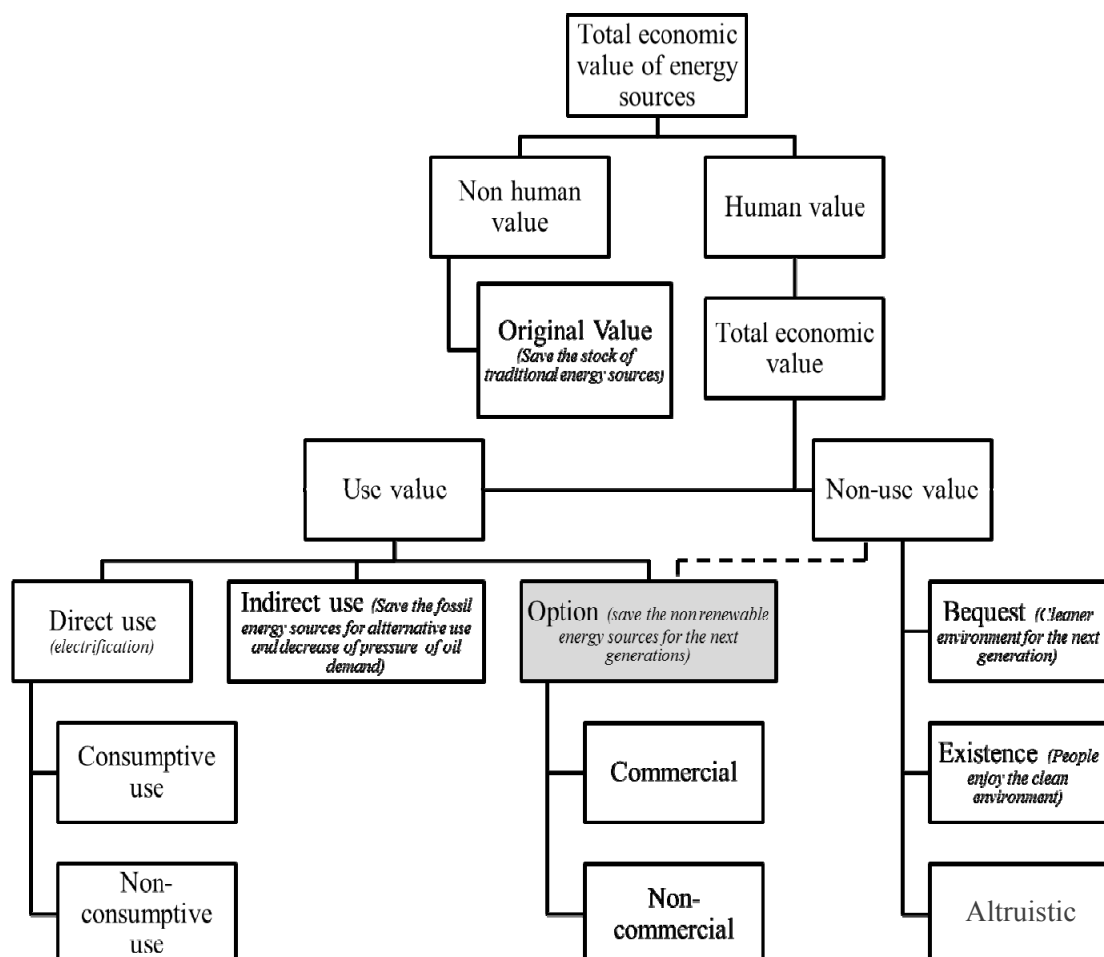 Total economic
value of energy
sources
Non human
value
Human value
Original Value
(Save the stock of
traditional energy sources)
Total economic
value
Use value
Non-use value
Direct use
(electrification)
Indirect use (Save the fossil
energy sources for altternative use
and decrease of pressure of oil
demand)
Option (save the non renewable
energy sources for the next
generations)
Bequest (Cleaner
environment for the next
generation)
Consumptive
use
Commercial
Existence (People
enjoy the clean
environment)
Non-
consumptive
use
Non-
commercial
Altruistic